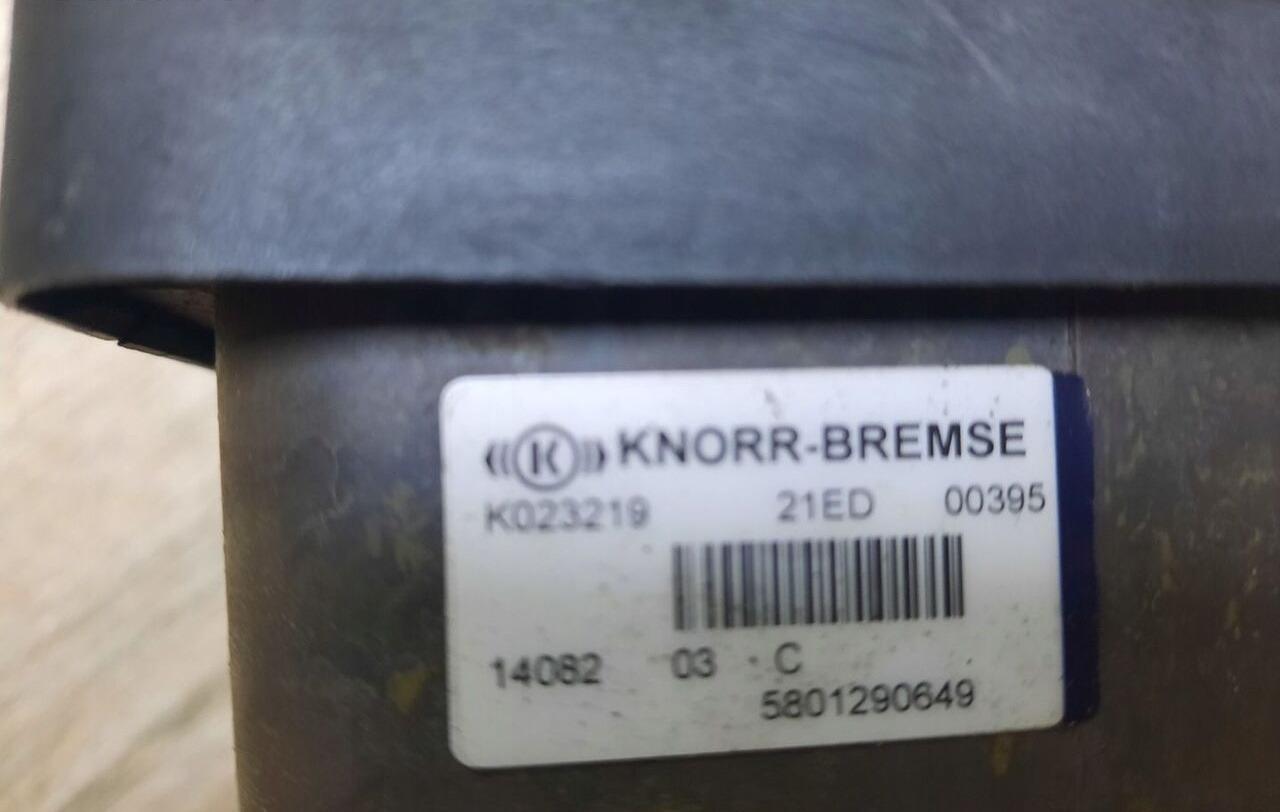 KNORR-BREMSE
K023219 21ED 00395
14082 03 C
5801290649